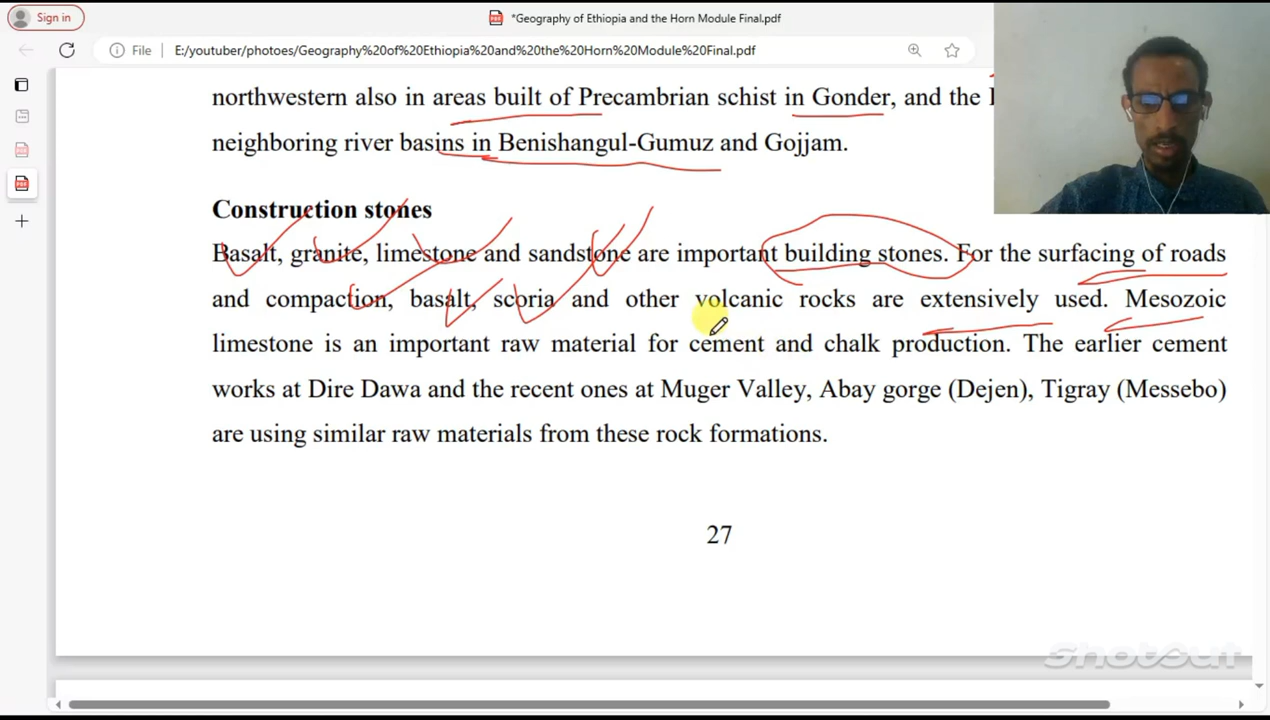 Sign in
*Geography of Ethiopia and the Horn Module Final.pdf
File
E:/youtuber/photoes/Geography%20of%20Ethiopia%20and%20the%20Horn%20Module%20Final.pdf
northwestern also in areas built of Precambrian schist in Gonder, and the
neighboring river basins in Benishangul-Gumuz and Gojjam.
Construction stones
Basalt, granite, limestone and sandstone are important building stones. For the surfacing of roads
and compaction, basalt, scoria and other volcanic rocks are extensively used. Mesozoic
limestone is an important raw material for cement and chalk production. The earlier cement
works at Dire Dawa and the recent ones at Muger Valley, Abay gorge (Dejen), Tigray (Messebo)
are using similar raw materials from these rock formations.
27
Shotcut